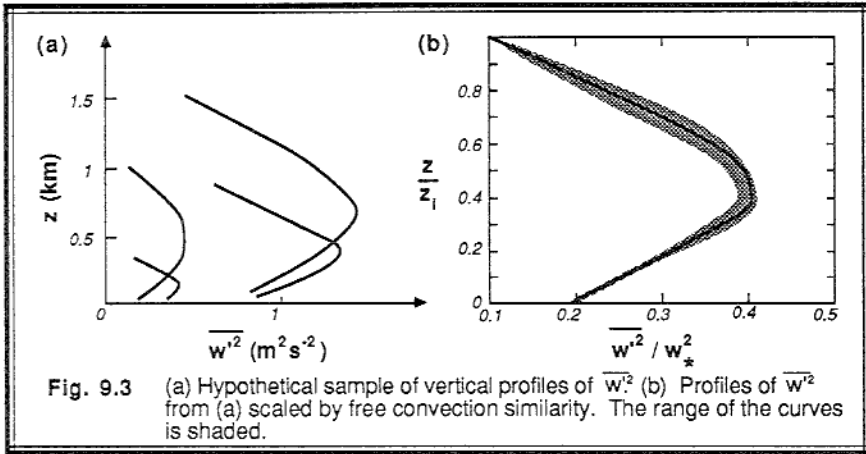 (a)
1.5
1
0.5
0
1
z (km)
w'² (m²s⁻²)
(b)
0.8
0.6
0.4
0.2
0
0.1
0.2
0.3
0.4
0.5
z
zᵢ
w'² / w²*
Fig. 9.3 (a) Hypothetical sample of vertical profiles of w'² (b) Profiles of w'²
from (a) scaled by free convection similarity. The range of the curves
is shaded.